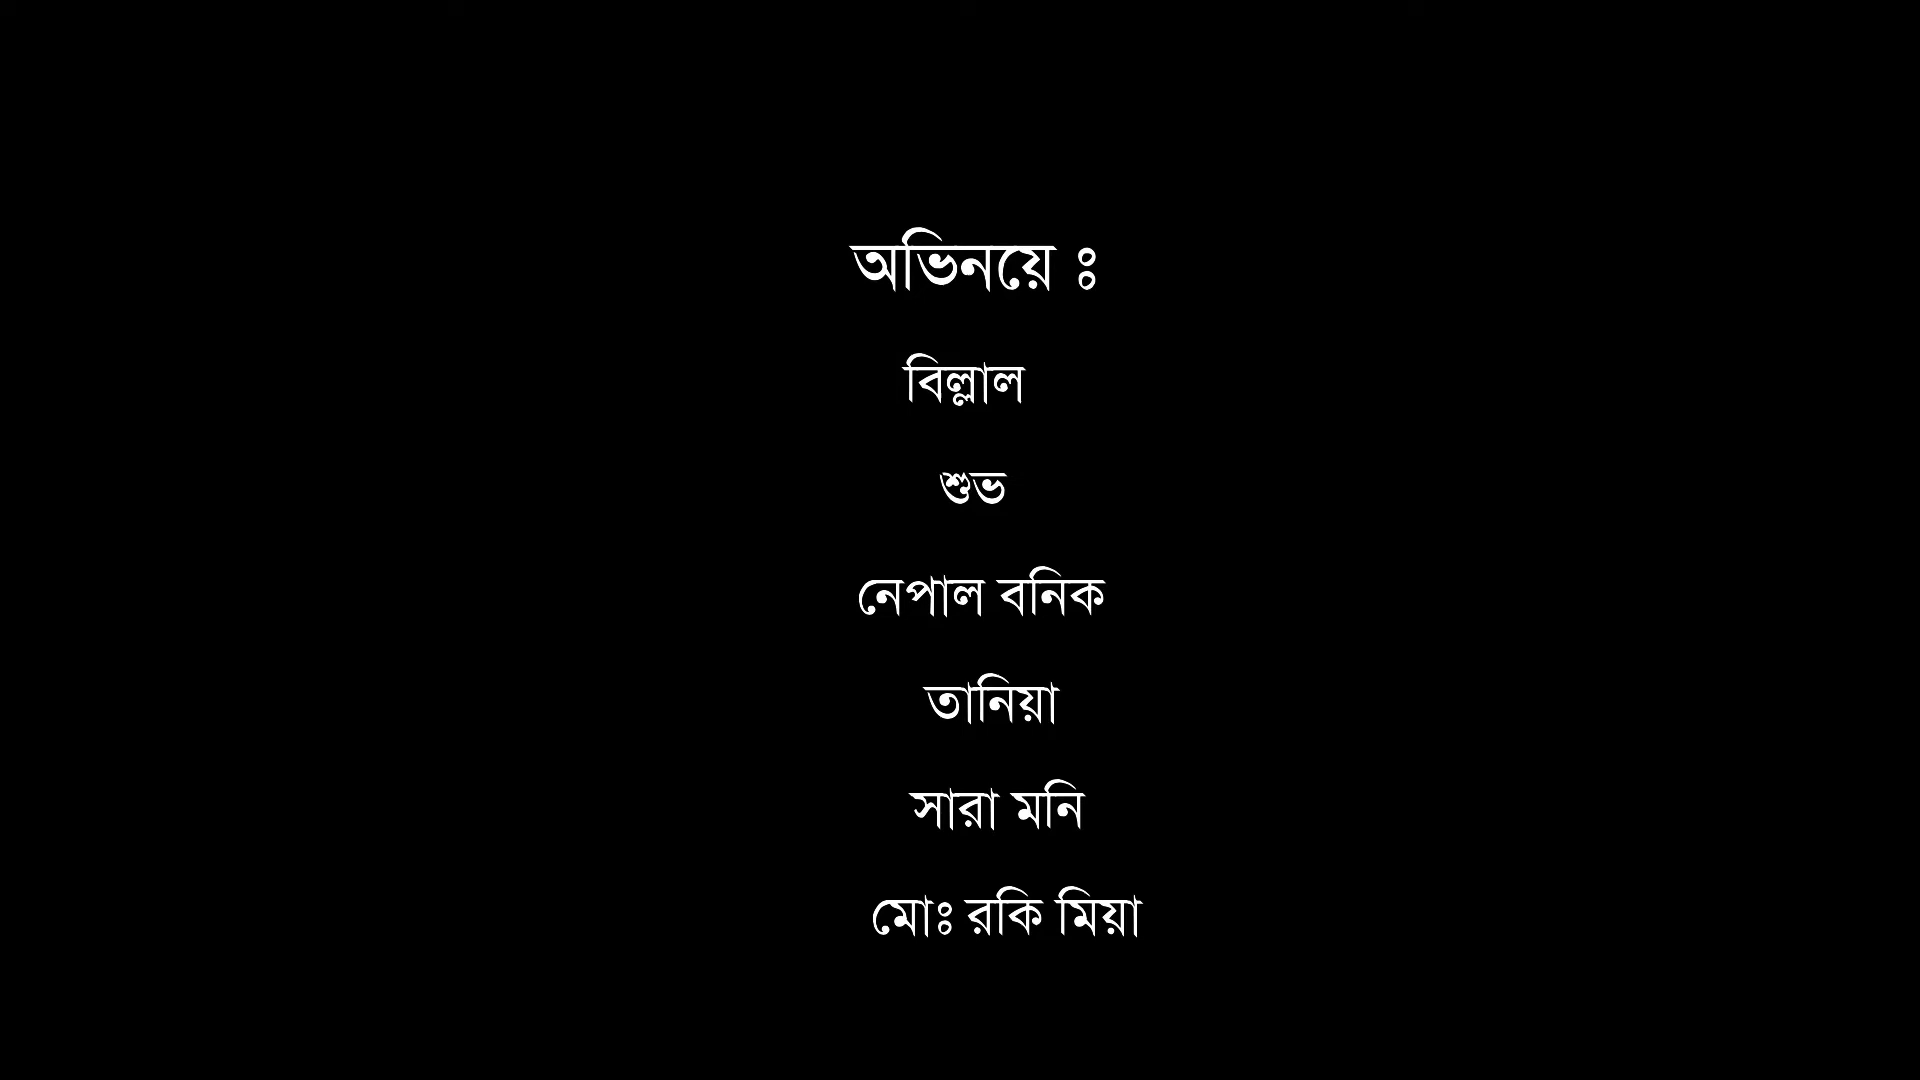 অভিনয়ে ঃ
বিল্লাল
শুভ
নেপাল বনিক
তানিয়া
সারা মনি
মোঃ রকি মিয়া